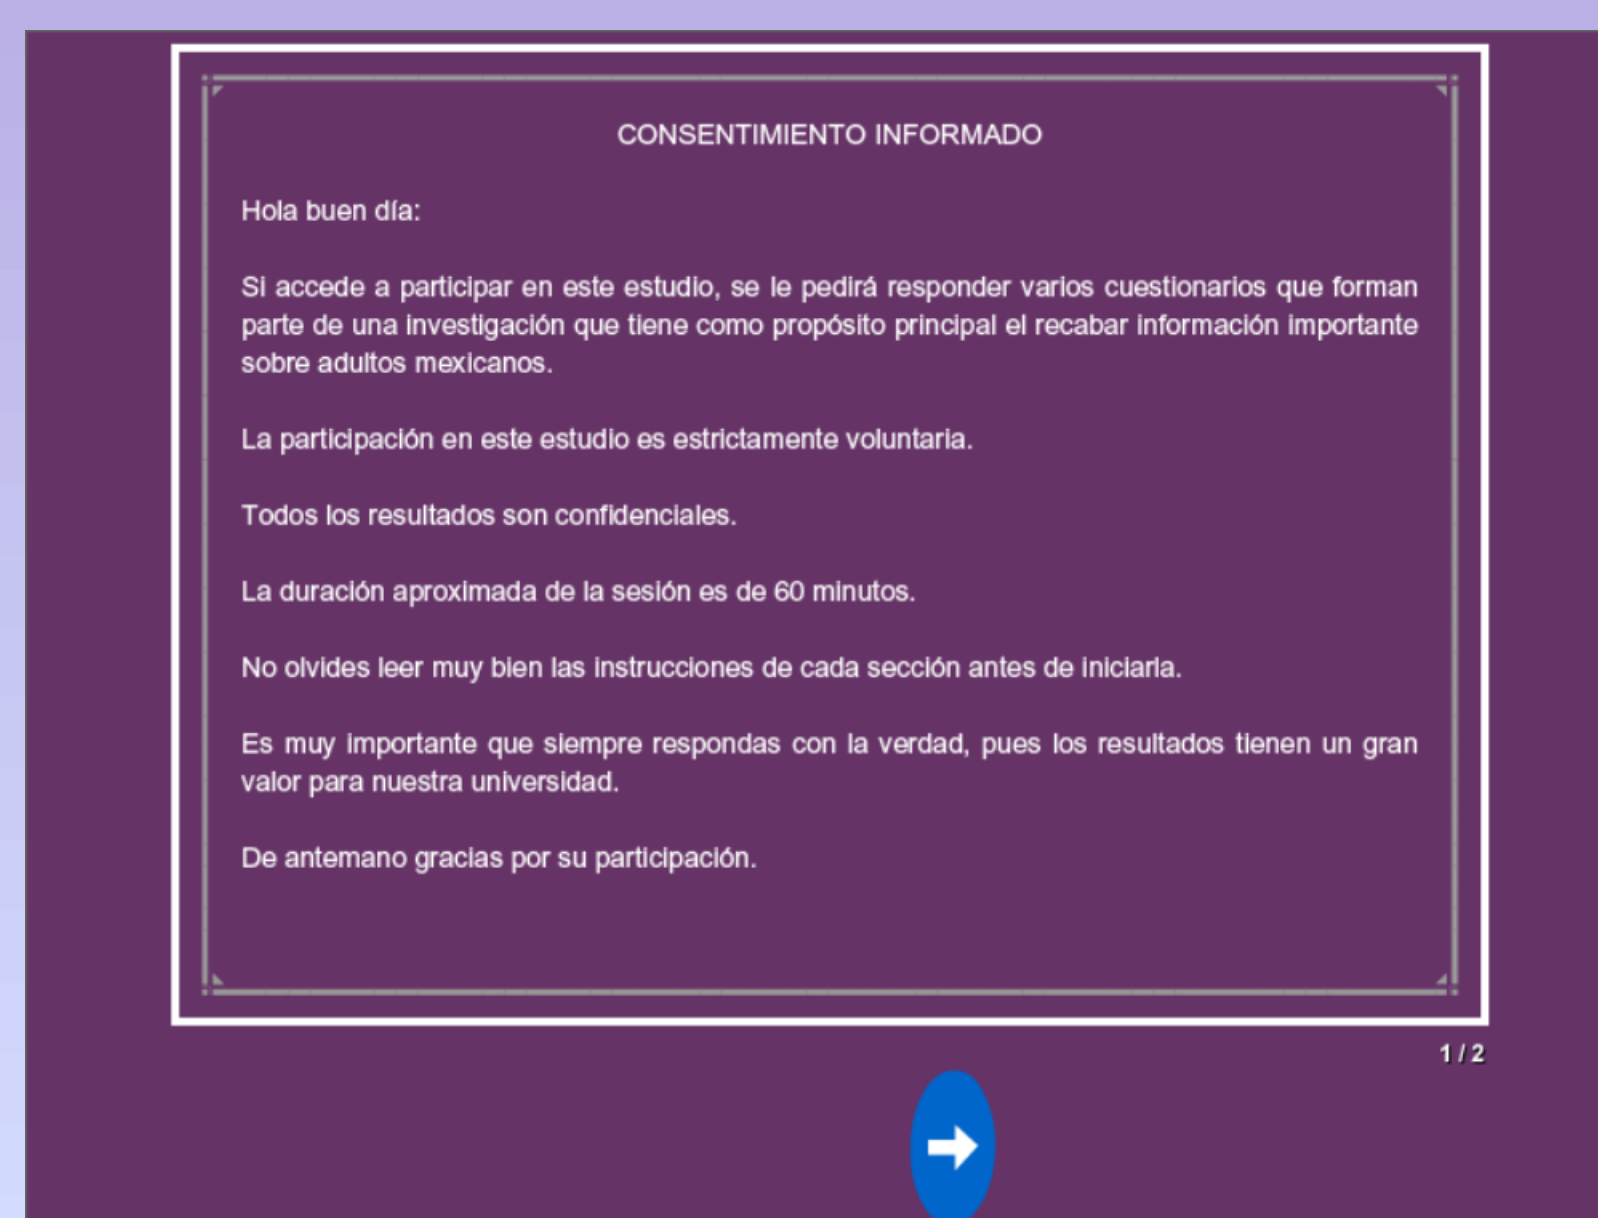 CONSENTIMIENTO INFORMADO
Hola buen día:
Si accede a participar en este estudio, se le pedirá responder varios cuestionarios que forman
parte de una investigación que tiene como propósito principal el recabar información importante
sobre adultos mexicanos.
La participación en este estudio es estrictamente voluntaria.
Todos los resultados son confidenciales.
La duración aproximada de la sesión es de 60 minutos.
No olvides leer muy bien las instrucciones de cada sección antes de iniciarla.
Es muy importante que siempre respondas con la verdad, pues los resultados tienen un gran
valor para nuestra universidad.
De antemano gracias por su participación.
1 / 2